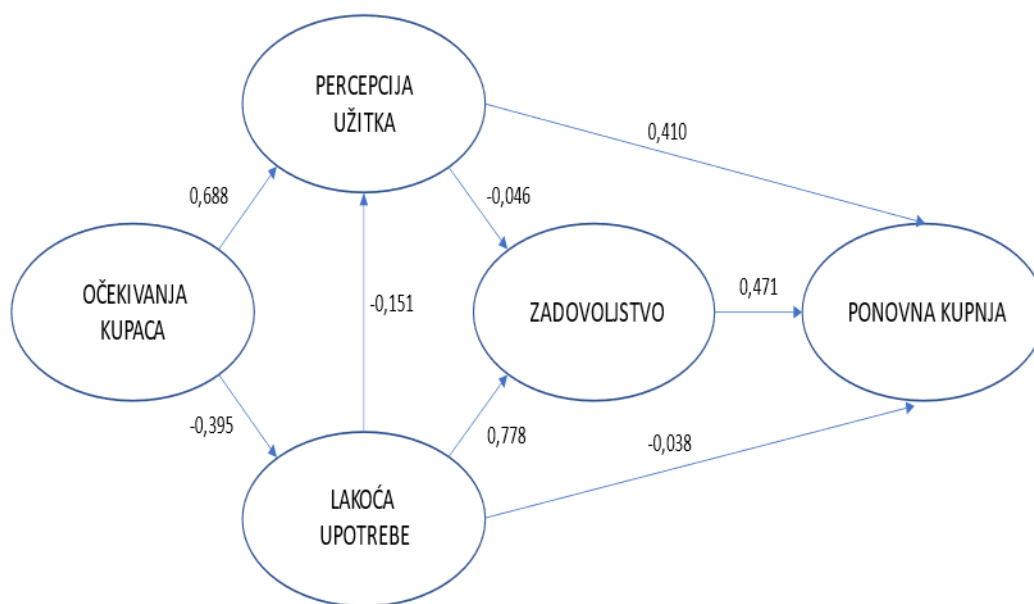 PERCEPCIJA
UŽITKA
0,410
0,688
-0,046
OČEKIVANJA
KUPACA
-0,151
ZADOVOLJSTVO
0,471
PONOVNA KUPNJA
-0,395
0,778
-0,038
LAKOĆA
UPOTREBE